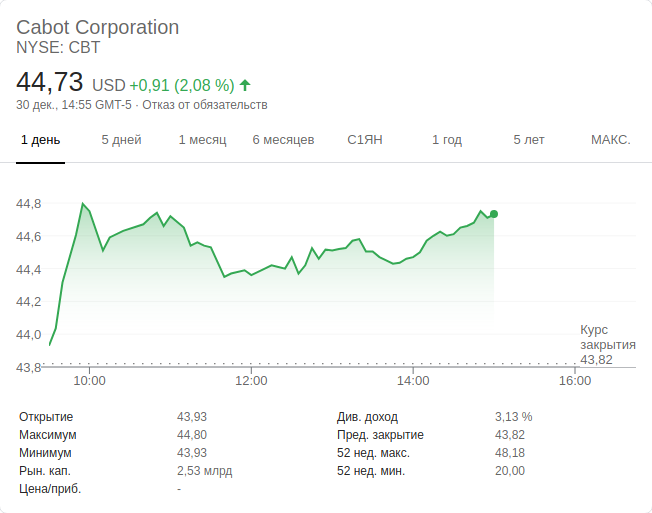 Cabot Corporation
NYSE: CBT
44,73 USD +0,91 (2,08 %)
30 дек., 14:55 GMT-5 · Отказ от обязательств
1 день 5 дней 1 месяц 6 месяцев С1ЯН 1 год 5 лет МАКС.
44,8
44,6
44,4
44,2
44,0
Курс
закрытия
43,82
43,8
10:00 12:00 14:00 16:00
Открытие 43,93 Див. доход 3,13 %
Максимум 44,80 Пред. закрытие 43,82
Минимум 43,93 52 нед. макс. 48,18
Рын. кап. 2,53 млрд 52 нед. мин. 20,00
Цена/приб. -